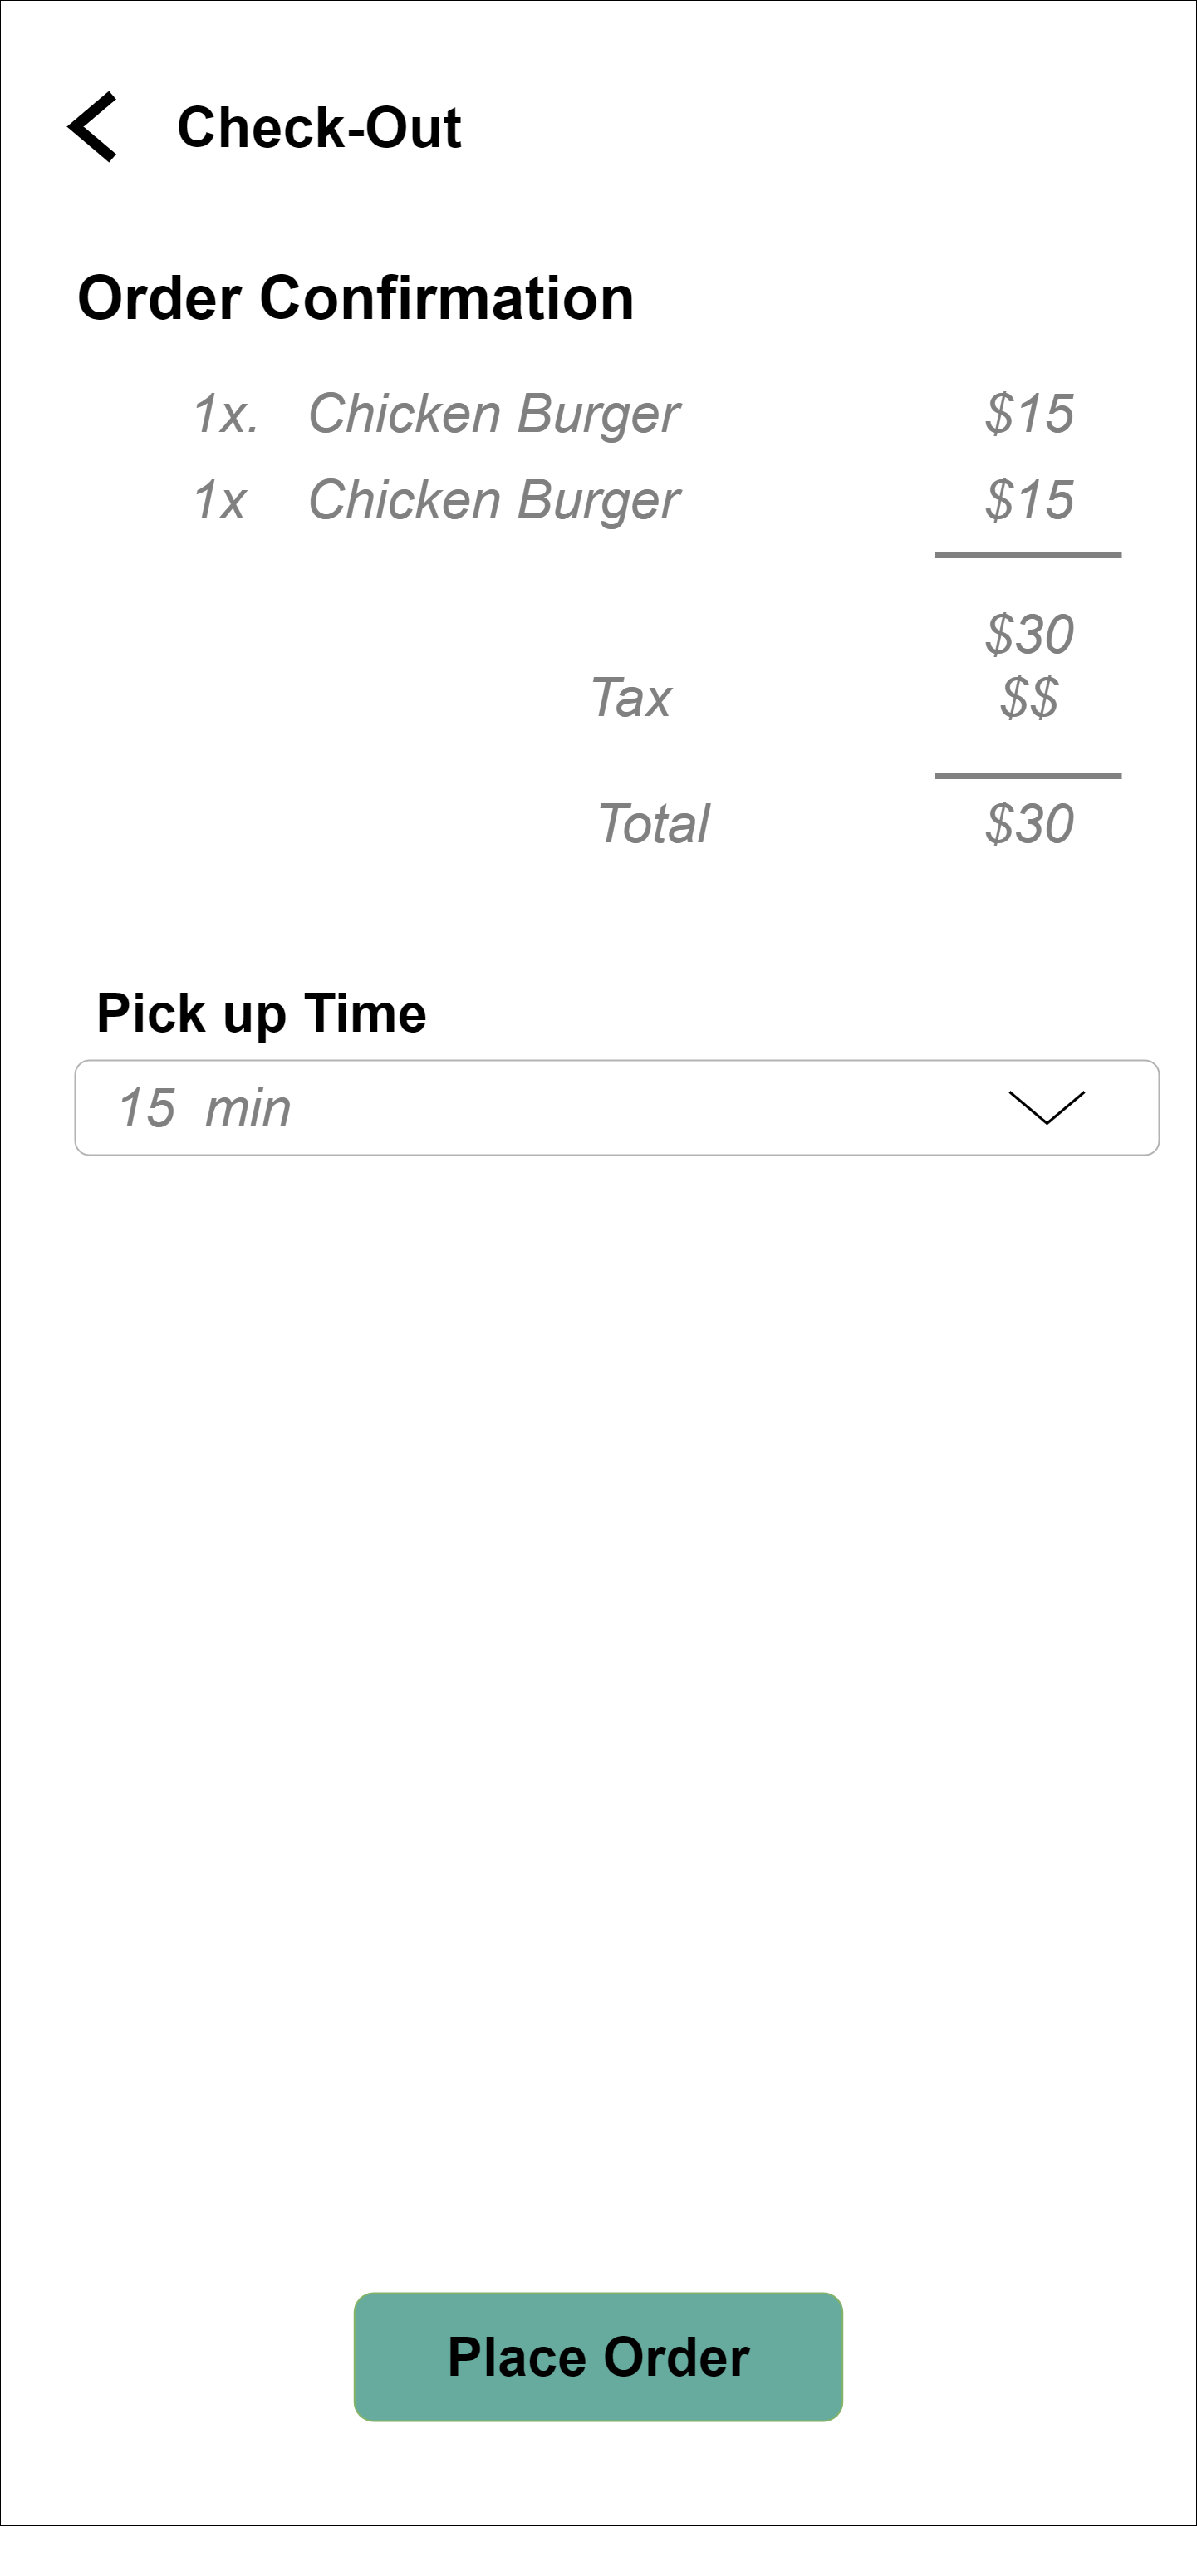 Check-Out
Order Confirmation
1x. Chicken Burger $15
1x Chicken Burger $15
$30
Tax $$
Total $30
Pick up Time
15 min
Place Order